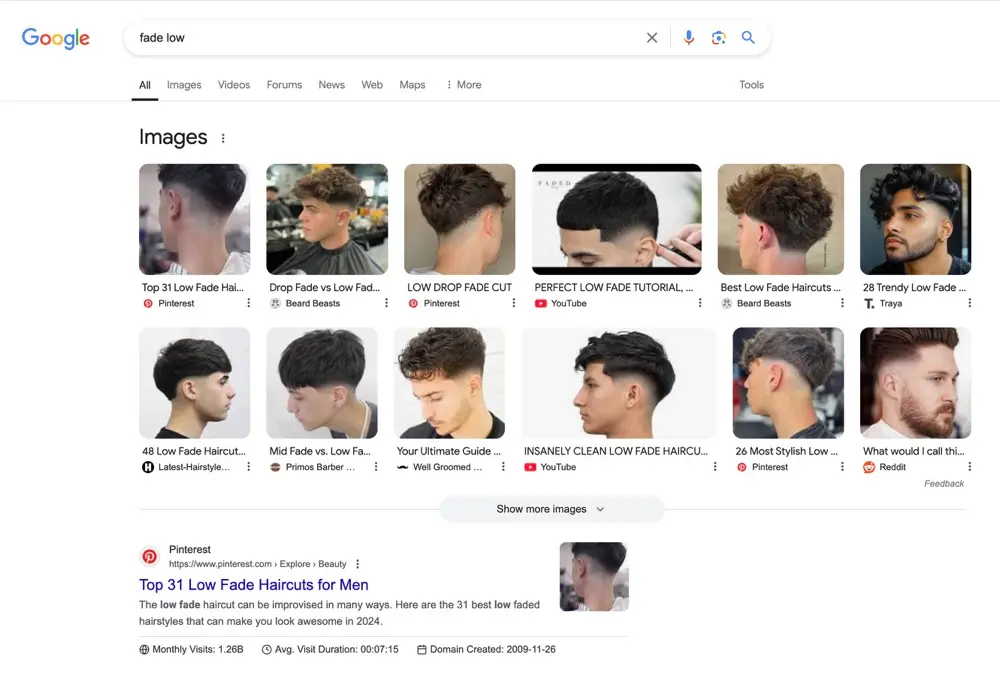 Google
fade low
All Images Videos Forums News Web Maps More Tools
Images
FADED
Top 31 Low Fade Hai...
Pinterest
Drop Fade vs Low Fad...
Beard Beasts
LOW DROP FADE CUT
Pinterest
PERFECT LOW FADE TUTORIAL, ...
YouTube
Best Low Fade Haircuts ...
Beard Beasts
28 Trendy Low Fade ...
T. Traya
48 Low Fade Haircut...
H Latest-Hairstyle...
Mid Fade vs. Low Fa...
Primos Barber ...
Your Ultimate Guide ...
Well Groomed ...
INSANELY CLEAN LOW FADE HAIRCU...
YouTube
26 Most Stylish Low ...
Pinterest
What would I call thi...
Reddit
Feedback
Show more images
Pinterest
https://www.pinterest.com › Explore › Beauty
Top 31 Low Fade Haircuts for Men
The low fade haircut can be improvised in many ways. Here are the 31 best low faded
hairstyles that can make you look awesome in 2024.
Monthly Visits: 1.26B Avg. Visit Duration: 00:07:15 Domain Created: 2009-11-26